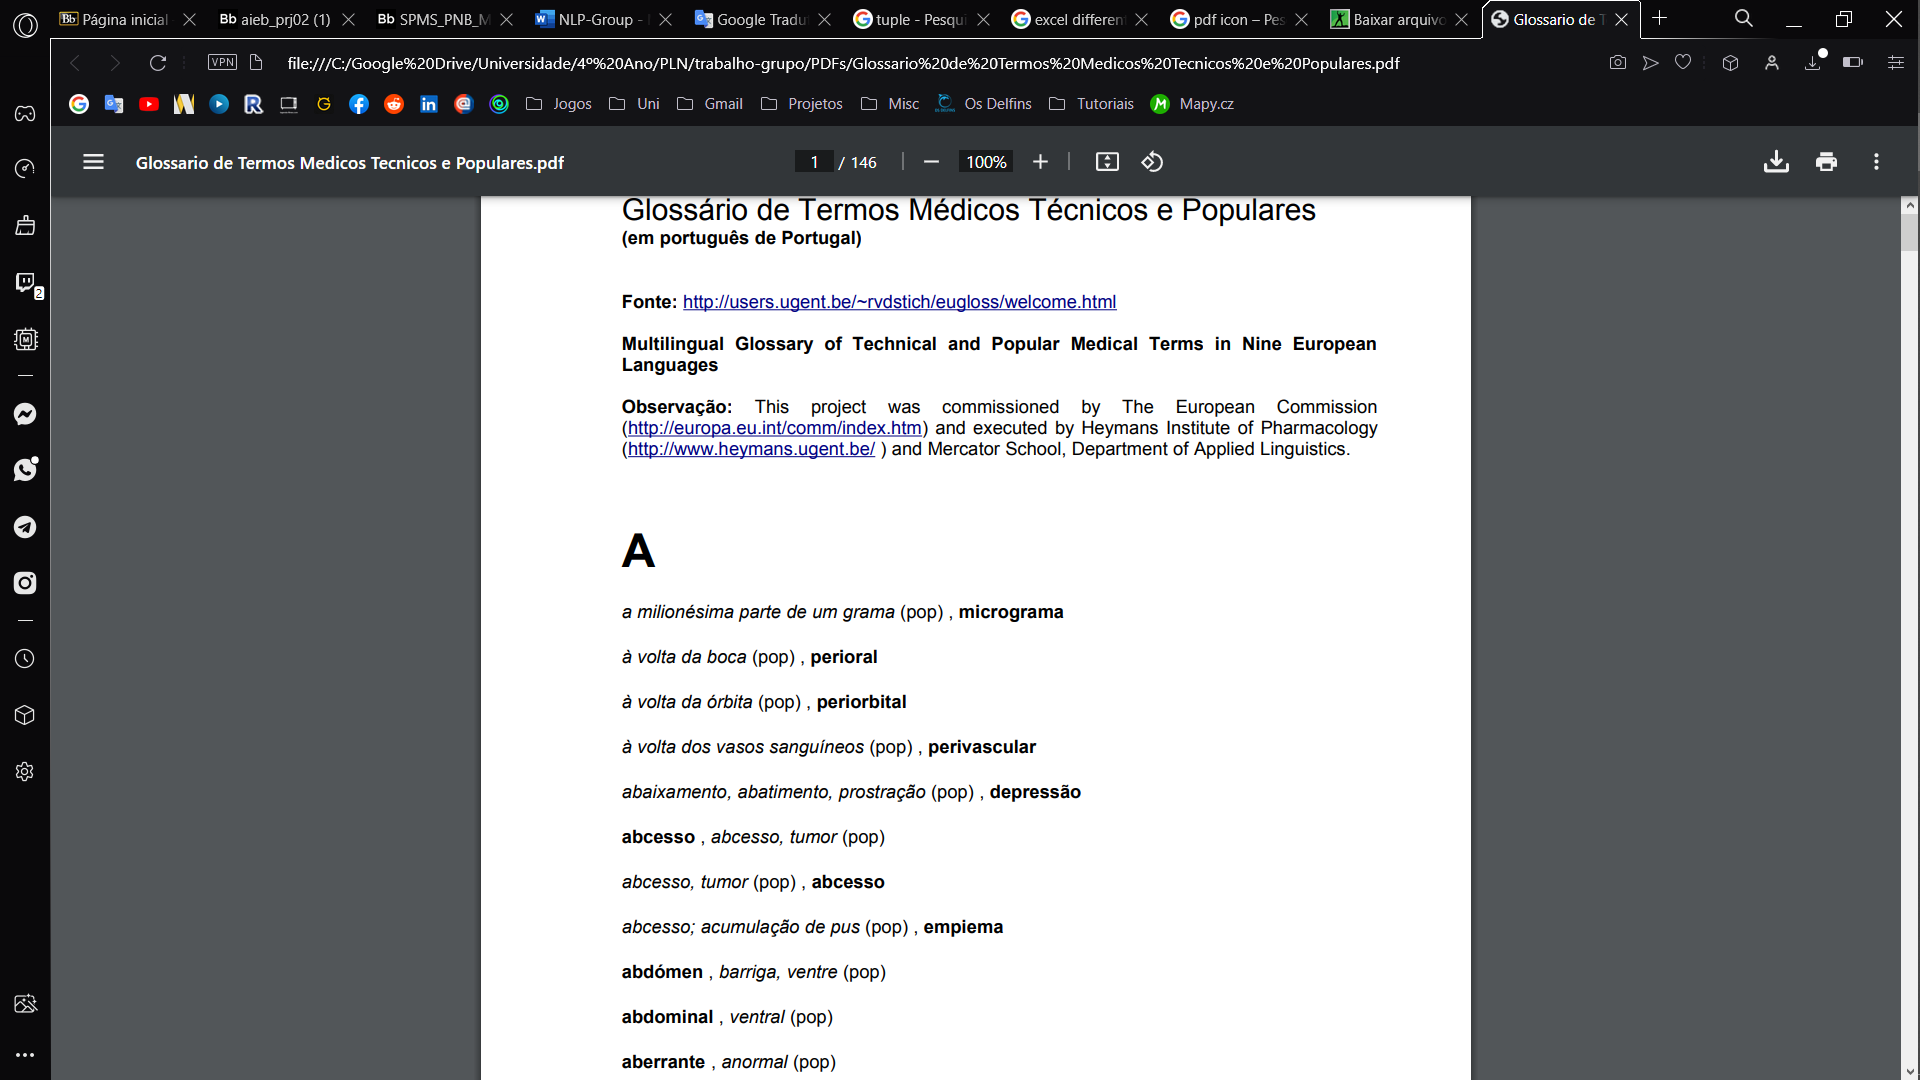 Página inicial
aieb_prj02 (1)
SPMS_PNB_M
NLP-Group -
Google Tradu
tuple - Pesqui
excel differen
pdf icon – Pes
Baixar arquivo
Glossario de T
VPN
file:///C:/Google%20Drive/Universidade/4º%20Ano/PLN/trabalho-grupo/PDFs/Glossario%20de%20Termos%20Medicos%20Tecnicos%20e%20Populares.pdf
Jogos
Uni
Gmail
Projetos
Misc
Os Delfins
Tutoriais
Mapy.cz
Glossario de Termos Medicos Tecnicos e Populares.pdf
1 / 146
100%
2
Glossário de Termos Médicos Técnicos e Populares
(em português de Portugal)
Fonte: http://users.ugent.be/~rvdstich/eugloss/welcome.html
Multilingual Glossary of Technical and Popular Medical Terms in Nine European
Languages
Observação: This project was commissioned by The European Commission
(http://europa.eu.int/comm/index.htm) and executed by Heymans Institute of Pharmacology
(http://www.heymans.ugent.be/ ) and Mercator School, Department of Applied Linguistics.
A
a milionésima parte de um grama (pop) , micrograma
à volta da boca (pop) , perioral
à volta da órbita (pop) , periorbital
à volta dos vasos sanguíneos (pop) , perivascular
abaixamento, abatimento, prostração (pop) , depressão
abcesso , abcesso, tumor (pop)
abcesso, tumor (pop) , abcesso
abcesso; acumulação de pus (pop) , empiema
abdómen , barriga, ventre (pop)
abdominal , ventral (pop)
aberrante , anormal (pop)